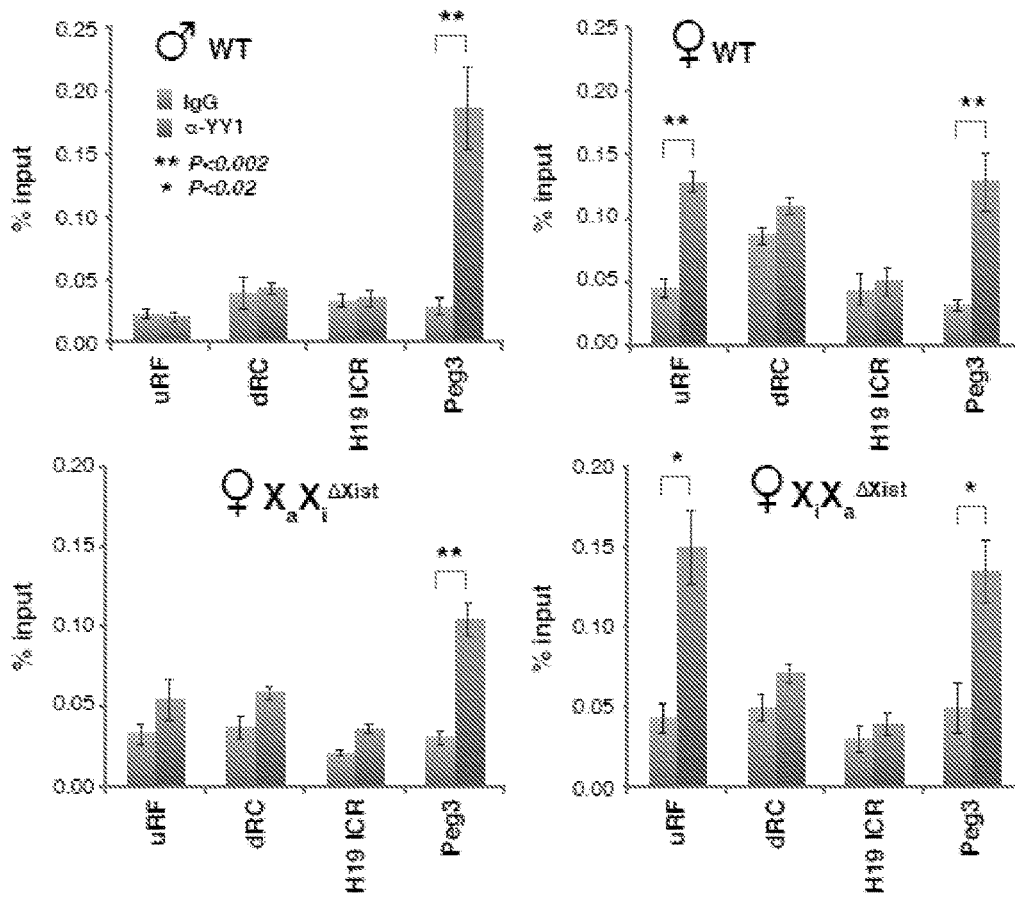 ♂ WT
IgG
α-YY1
** P<0.002
* P<0.02
**
% input
0.25
0.20
0.15
0.10
0.05
0.00
uRF
dRC
H19 ICR
Peg3
♀ WT
**
**
% input
0.25
0.20
0.15
0.10
0.05
0.00
uRF
dRC
H19 ICR
Peg3
♀ XaXiΔXist
**
% input
0.20
0.15
0.10
0.05
0.00
uRF
dRC
H19 ICR
Peg3
♀ XiXaΔXist
*
*
% input
0.20
0.15
0.10
0.05
0.00
uRF
dRC
H19 ICR
Peg3